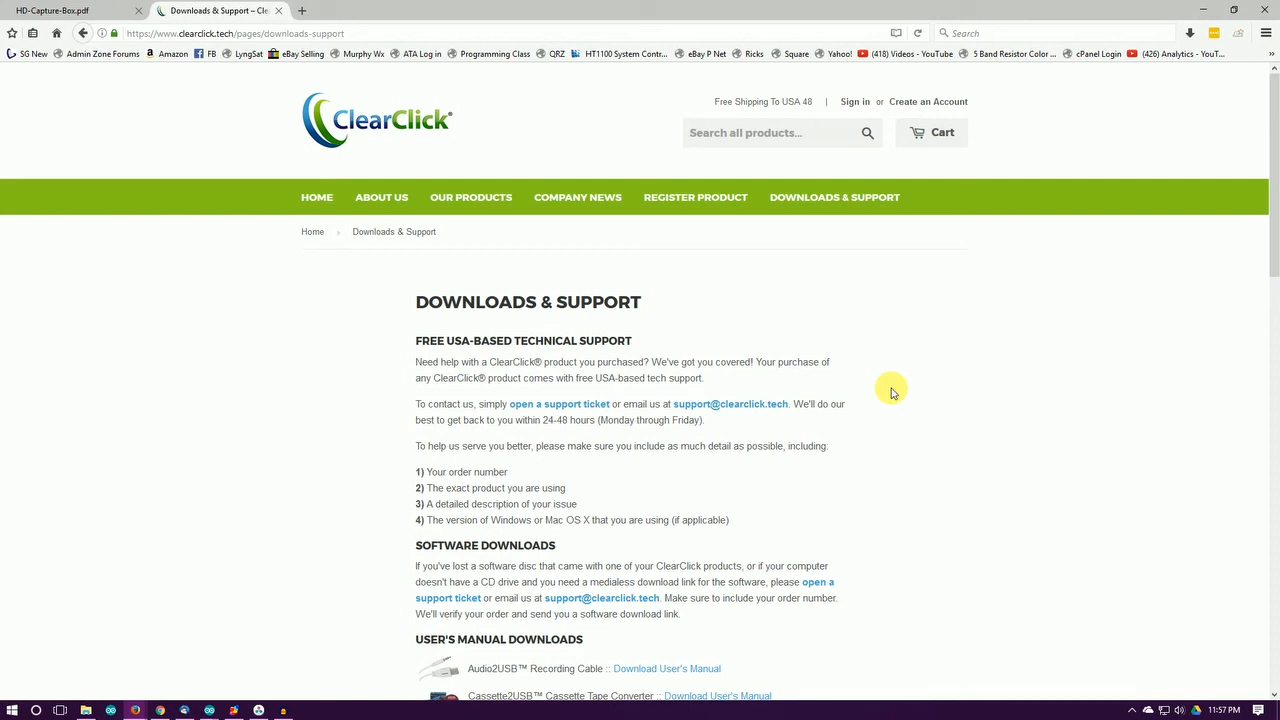 HD-Capture-Box.pdf
Downloads & Support – Cle
https://www.clearclick.tech/pages/downloads-support
Search
SG New
Admin Zone Forums
Amazon
FB
LyngSat
eBay Selling
Murphy Wx
ATA Log in
Programming Class
QRZ
HT1100 System Contr...
eBay P Net
Ricks
Square
Yahoo!
(418) Videos - YouTube
5 Band Resistor Color ...
cPanel Login
(426) Analytics - YouT...
ClearClick®
Free Shipping To USA 48 | Sign in or Create an Account
Search all products...
Cart
HOME ABOUT US OUR PRODUCTS COMPANY NEWS REGISTER PRODUCT DOWNLOADS & SUPPORT
Home › Downloads & Support
DOWNLOADS & SUPPORT
FREE USA-BASED TECHNICAL SUPPORT
Need help with a ClearClick® product you purchased? We've got you covered! Your purchase of
any ClearClick® product comes with free USA-based tech support.
To contact us, simply open a support ticket or email us at support@clearclick.tech. We'll do our
best to get back to you within 24-48 hours (Monday through Friday).
To help us serve you better, please make sure you include as much detail as possible, including:
1) Your order number
2) The exact product you are using
3) A detailed description of your issue
4) The version of Windows or Mac OS X that you are using (if applicable)
SOFTWARE DOWNLOADS
If you've lost a software disc that came with one of your ClearClick products, or if your computer
doesn't have a CD drive and you need a medialess download link for the software, please open a
support ticket or email us at support@clearclick.tech. Make sure to include your order number.
We'll verify your order and send you a software download link.
USER'S MANUAL DOWNLOADS
Audio2USB™ Recording Cable :: Download User's Manual
Cassette2USB™ Cassette Tape Converter :: Download User's Manual
11:57 PM